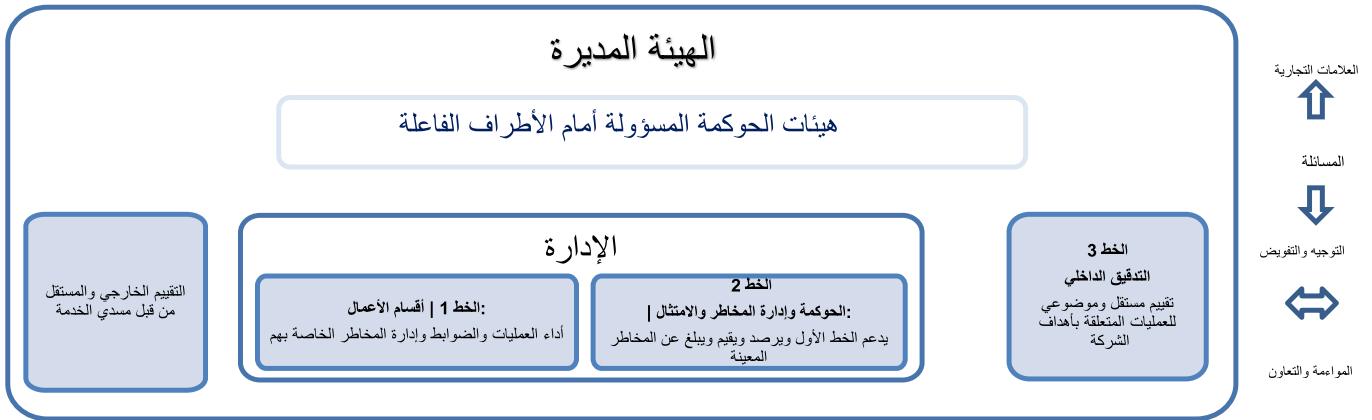 الهيئة المديرة
هيئات الحوكمة المسؤولة أمام الأطراف الفاعلة
الخط 3
التدقيق الداخلي
تقييم مستقل وموضوعي
للعمليات المتعلقة بأهداف
الشركة
الإدارة
الخط 2
الحوكمة وإدارة المخاطر والامتثال |:
يدعم الخط الأول ويرصد ويقيم ويبلغ عن المخاطر
المعينة
الخط 1 | أقسام الأعمال:
أداء العمليات والضوابط وإدارة المخاطر الخاصة بهم
التقييم الخارجي والمستقل
من قبل مسدي الخدمة
العلامات التجارية
المسائلة
التوجيه والتفويض
المواءمة والتعاون